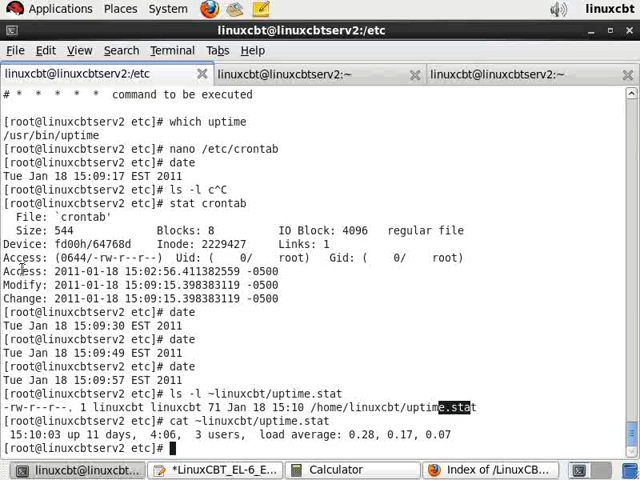 Applications Places System linuxcbt
linuxcbt@linuxcbtserv2:/etc
File Edit View Search Terminal Tabs Help
linuxcbt@linuxcbtserv2:/etc linuxcbt@linuxcbtserv2:~ linuxcbt@linuxcbtserv2:~
# * * * * * command to be executed
[root@linuxcbtserv2 etc]# which uptime
/usr/bin/uptime
[root@linuxcbtserv2 etc]# nano /etc/crontab
[root@linuxcbtserv2 etc]# date
Tue Jan 18 15:09:17 EST 2011
[root@linuxcbtserv2 etc]# ls -l c^C
[root@linuxcbtserv2 etc]# stat crontab
File: `crontab'
Size: 544 Blocks: 8 IO Block: 4096 regular file
Device: fd00h/64768d Inode: 2229427 Links: 1
Access: (0644/-rw-r--r--) Uid: ( 0/ root) Gid: ( 0/ root)
Access: 2011-01-18 15:02:56.411382559 -0500
Modify: 2011-01-18 15:09:15.398383119 -0500
Change: 2011-01-18 15:09:15.398383119 -0500
[root@linuxcbtserv2 etc]# date
Tue Jan 18 15:09:30 EST 2011
[root@linuxcbtserv2 etc]# date
Tue Jan 18 15:09:49 EST 2011
[root@linuxcbtserv2 etc]# date
Tue Jan 18 15:09:57 EST 2011
[root@linuxcbtserv2 etc]# ls -l ~linuxcbt/uptime.stat
-rw-r--r--. 1 linuxcbt linuxcbt 71 Jan 18 15:10 /home/linuxcbt/uptime.stat
[root@linuxcbtserv2 etc]# cat ~linuxcbt/uptime.stat
15:10:03 up 11 days, 4:06, 3 users, load average: 0.28, 0.17, 0.07
[root@linuxcbtserv2 etc]#
linuxcbt@linuxcbt... *LinuxCBT_EL-6_E... Calculator Index of /LinuxCB...